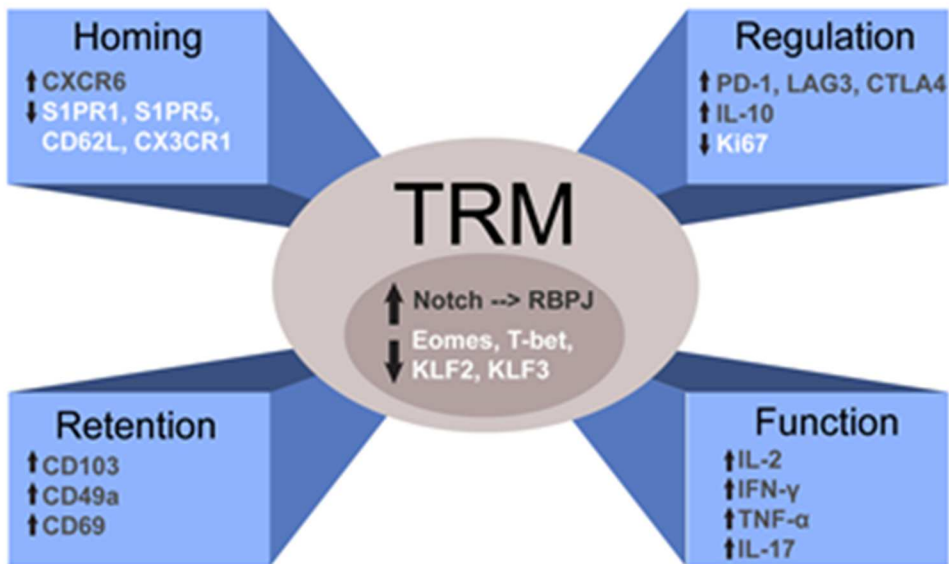 Homing
CXCR6
S1PR1, S1PR5,
CD62L, CX3CR1
Regulation
PD-1, LAG3, CTLA4
IL-10
Ki67
TRM
Notch --> RBPJ
Eomes, T-bet,
KLF2, KLF3
Retention
CD103
CD49a
CD69
Function
IL-2
IFN-γ
TNF-α
IL-17